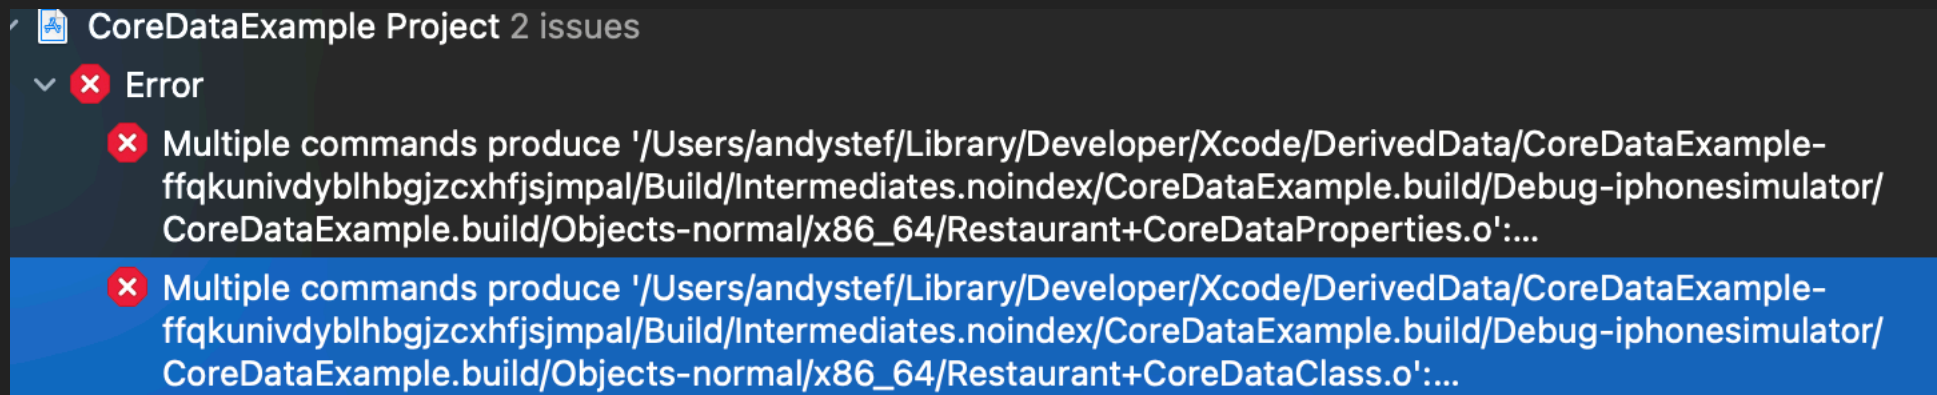 CoreDataExample Project 2 issues
Error
Multiple commands produce '/Users/andystef/Library/Developer/Xcode/DerivedData/CoreDataExample-
ffqkunivdyblhbgjzcxhfjsjmpal/Build/Intermediates.noindex/CoreDataExample.build/Debug-iphonesimulator/
CoreDataExample.build/Objects-normal/x86_64/Restaurant+CoreDataProperties.o':...
Multiple commands produce '/Users/andystef/Library/Developer/Xcode/DerivedData/CoreDataExample-
ffqkunivdyblhbgjzcxhfjsjmpal/Build/Intermediates.noindex/CoreDataExample.build/Debug-iphonesimulator/
CoreDataExample.build/Objects-normal/x86_64/Restaurant+CoreDataClass.o':...